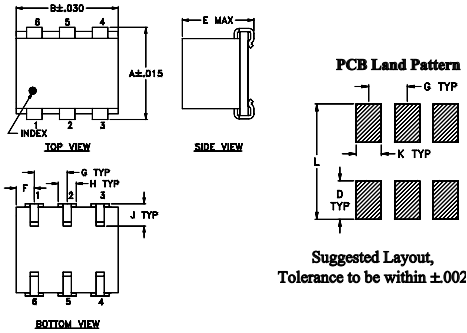 B±.030
6 5 4
A±.015
INDEX
1 2 3
TOP VIEW
E MAX
SIDE VIEW
PCB Land Pattern
G TYP
K TYP
L
D
TYP
Suggested Layout,
Tolerance to be within ±.002
G TYP
H TYP
F
1 2 3
J TYP
6 5 4
BOTTOM VIEW